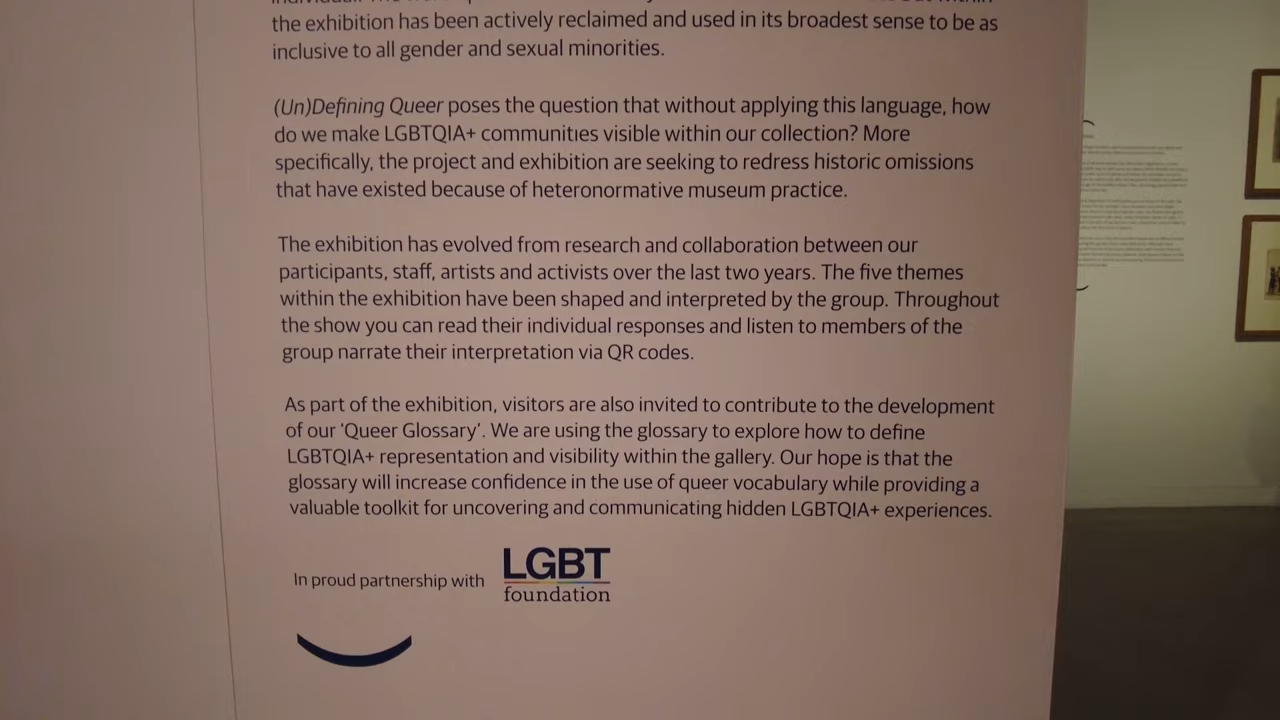 the exhibition has been actively reclaimed and used in its broadest sense to be as
inclusive to all gender and sexual minorities.
(Un)Defining Queer poses the question that without applying this language, how
do we make LGBTQIA+ communities visible within our collection? More
specifically, the project and exhibition are seeking to redress historic omissions
that have existed because of heteronormative museum practice.
The exhibition has evolved from research and collaboration between our
participants, staff, artists and activists over the last two years. The five themes
within the exhibition have been shaped and interpreted by the group. Throughout
the show you can read their individual responses and listen to members of the
group narrate their interpretation via QR codes.
As part of the exhibition, visitors are also invited to contribute to the development
of our ‘Queer Glossary’. We are using the glossary to explore how to define
LGBTQIA+ representation and visibility within the gallery. Our hope is that the
glossary will increase confidence in the use of queer vocabulary while providing a
valuable toolkit for uncovering and communicating hidden LGBTQIA+ experiences.
In proud partnership with
LGBT
foundation